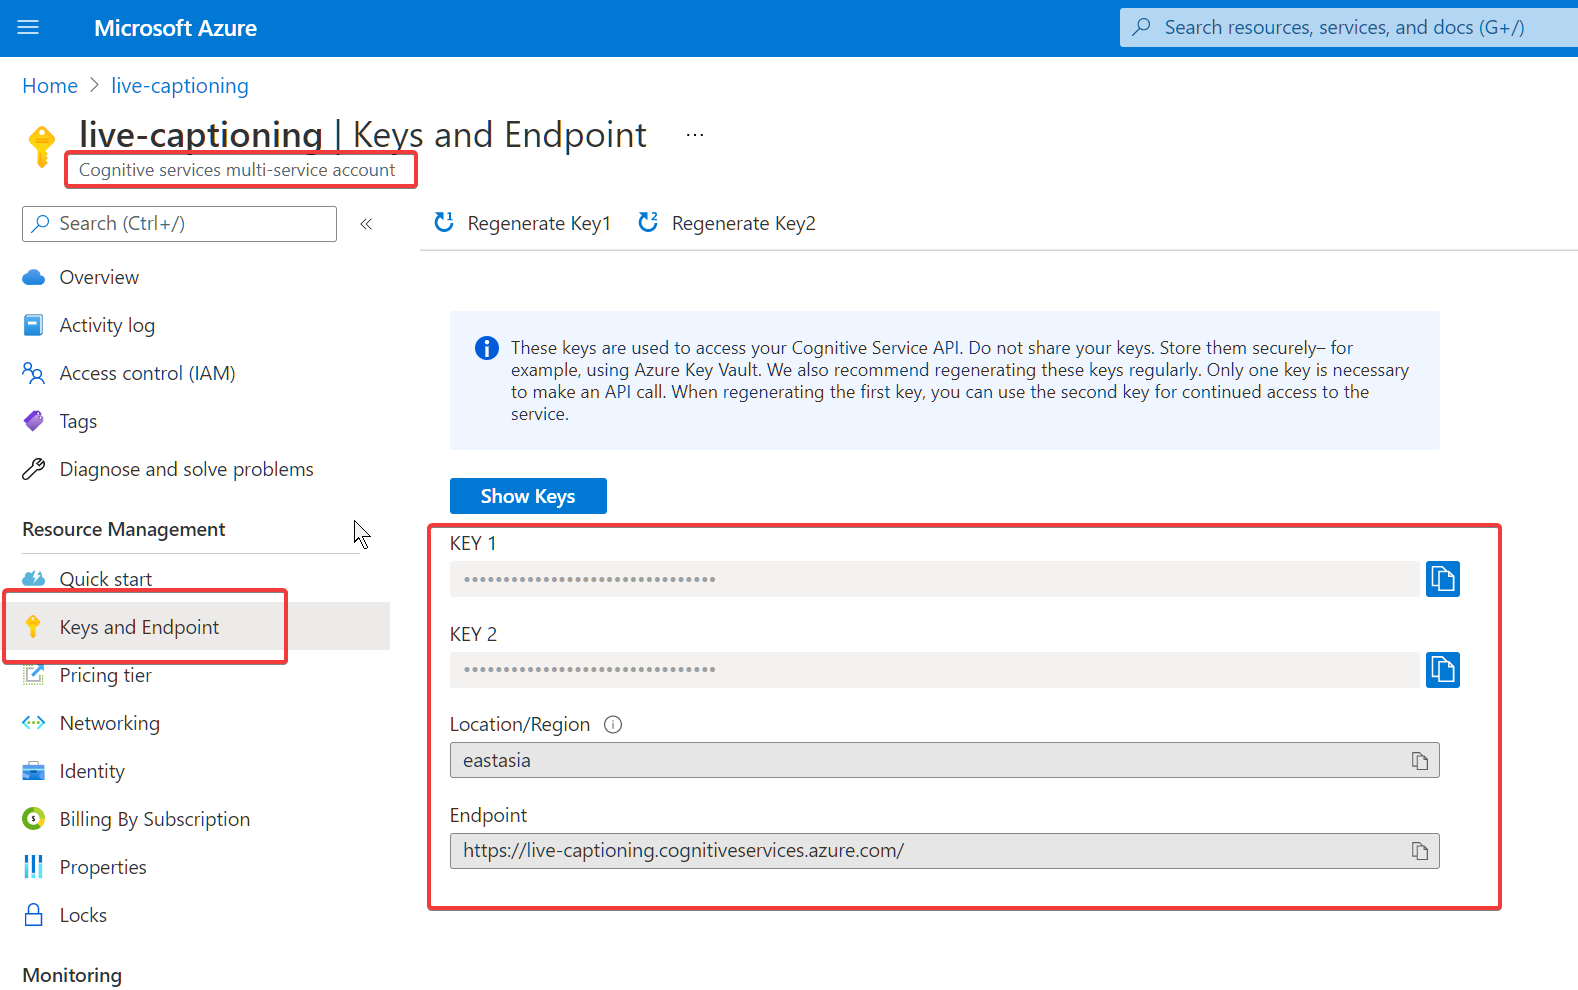 Microsoft Azure
Search resources, services, and docs (G+/)
Home > live-captioning
live-captioning | Keys and Endpoint ...
Cognitive services multi-service account
Search (Ctrl+/) «
1 Regenerate Key1 2 Regenerate Key2
Overview
Activity log
Access control (IAM)
Tags
Diagnose and solve problems
Resource Management
Quick start
Keys and Endpoint
Pricing tier
Networking
Identity
Billing By Subscription
Properties
Locks
Monitoring
These keys are used to access your Cognitive Service API. Do not share your keys. Store them securely– for
example, using Azure Key Vault. We also recommend regenerating these keys regularly. Only one key is necessary
to make an API call. When regenerating the first key, you can use the second key for continued access to the
service.
Show Keys
KEY 1
••••••••••••••••••••••••••••••••
KEY 2
••••••••••••••••••••••••••••••••
Location/Region
eastasia
Endpoint
https://live-captioning.cognitiveservices.azure.com/